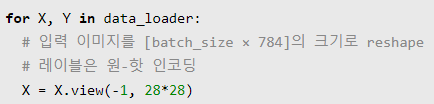 for X, Y in data_loader:
# 입력 이미지를 [batch_size × 784]의 크기로 reshape
# 레이블은 원-핫 인코딩
X = X.view(-1, 28*28)